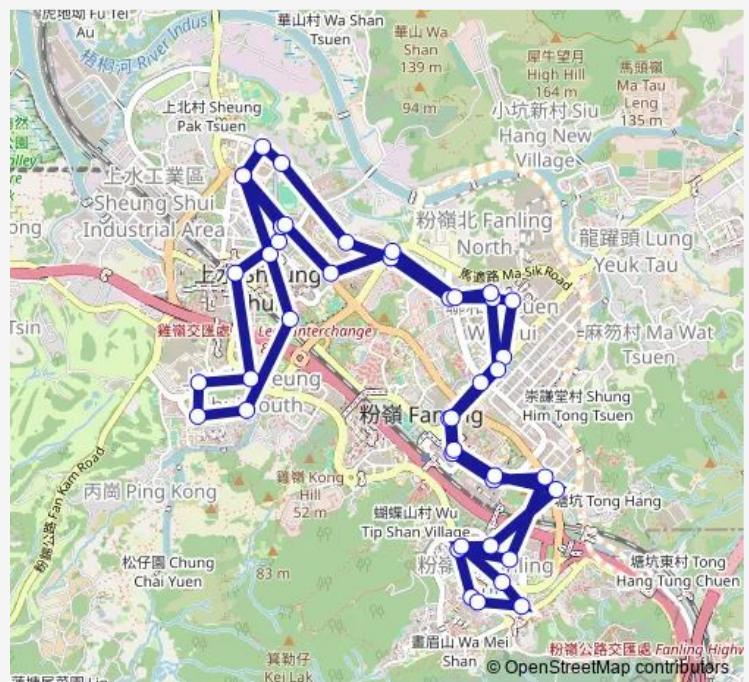 虎地坳 Fu Tei
Au
華山村 Wa Shan
Tsuen
梧桐河 River Indus
華山 Wa
Shan
139 m
94 m
犀牛望月
High Hill
164 m
馬頭嶺
Ma Tau
Leng
135 m
上北村 Sheung
Pak Tsuen
小坑新村 Siu
Hang New
Village
上水工業區
Sheung Shui
Industrial Area
粉嶺北 Fanling
North
龍躍頭 Lung
Yeuk Tau
馬適路 Ma Sik Road
Tsin
Interchange
麻笏村 Ma Wat
Tsuen
崇謙堂村 Shung
Him Tong Tsuen
粉嶺 Fanling
雞嶺 Kong
Hill
52 m
丙崗 Ping Kong
粉錦公路 Fan Kam Road
蝴蝶山村 Wu
Tip Shan Village
塘坑 Tong Hang
松仔園 Chung
Chai Yuen
83 m
塘坑東村 Tong
Hang Tung Chuen
畫眉山 Wa Mei
Shan
箕勒仔
Kei Lak
粉嶺公路交匯處 Fanling Highw
© OpenStreetMap contributors